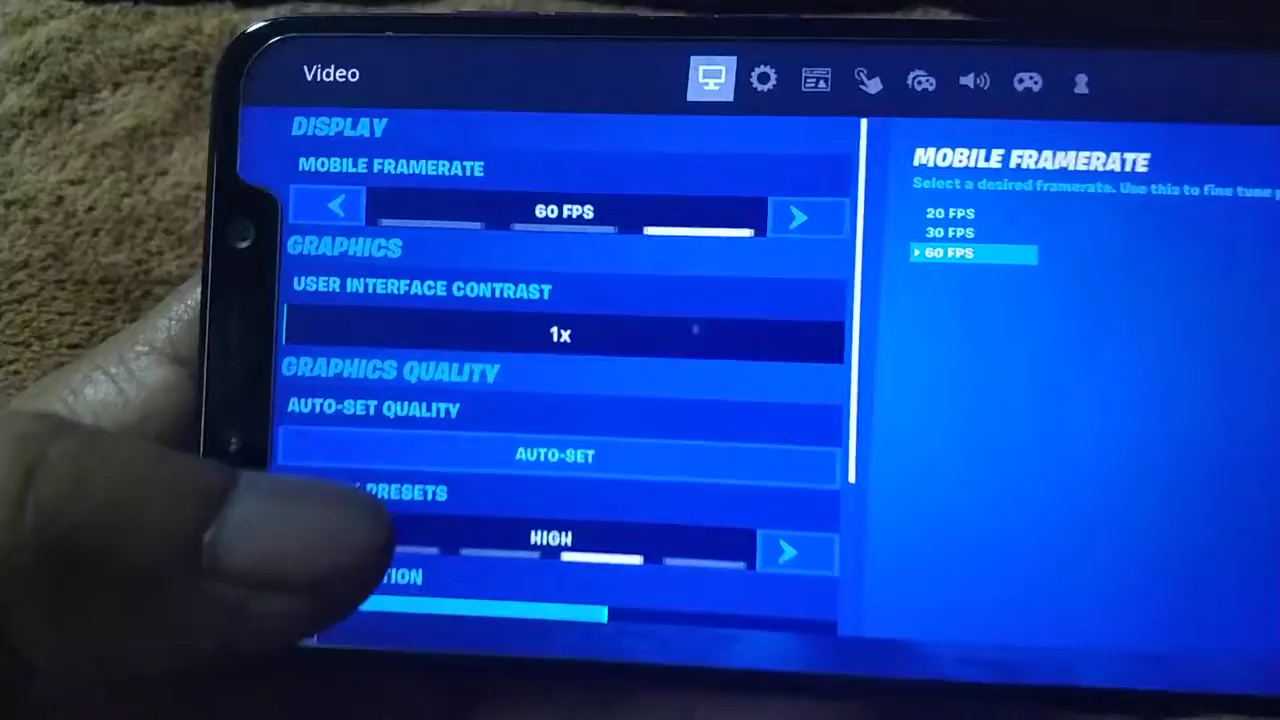 Video
DISPLAY
MOBILE FRAMERATE
60 FPS
GRAPHICS
USER INTERFACE CONTRAST
1x
GRAPHICS QUALITY
AUTO-SET QUALITY
AUTO-SET
PRESETS
HIGH
MOBILE FRAMERATE
Select a desired framerate. Use this to fine tune
20 FPS
30 FPS
60 FPS